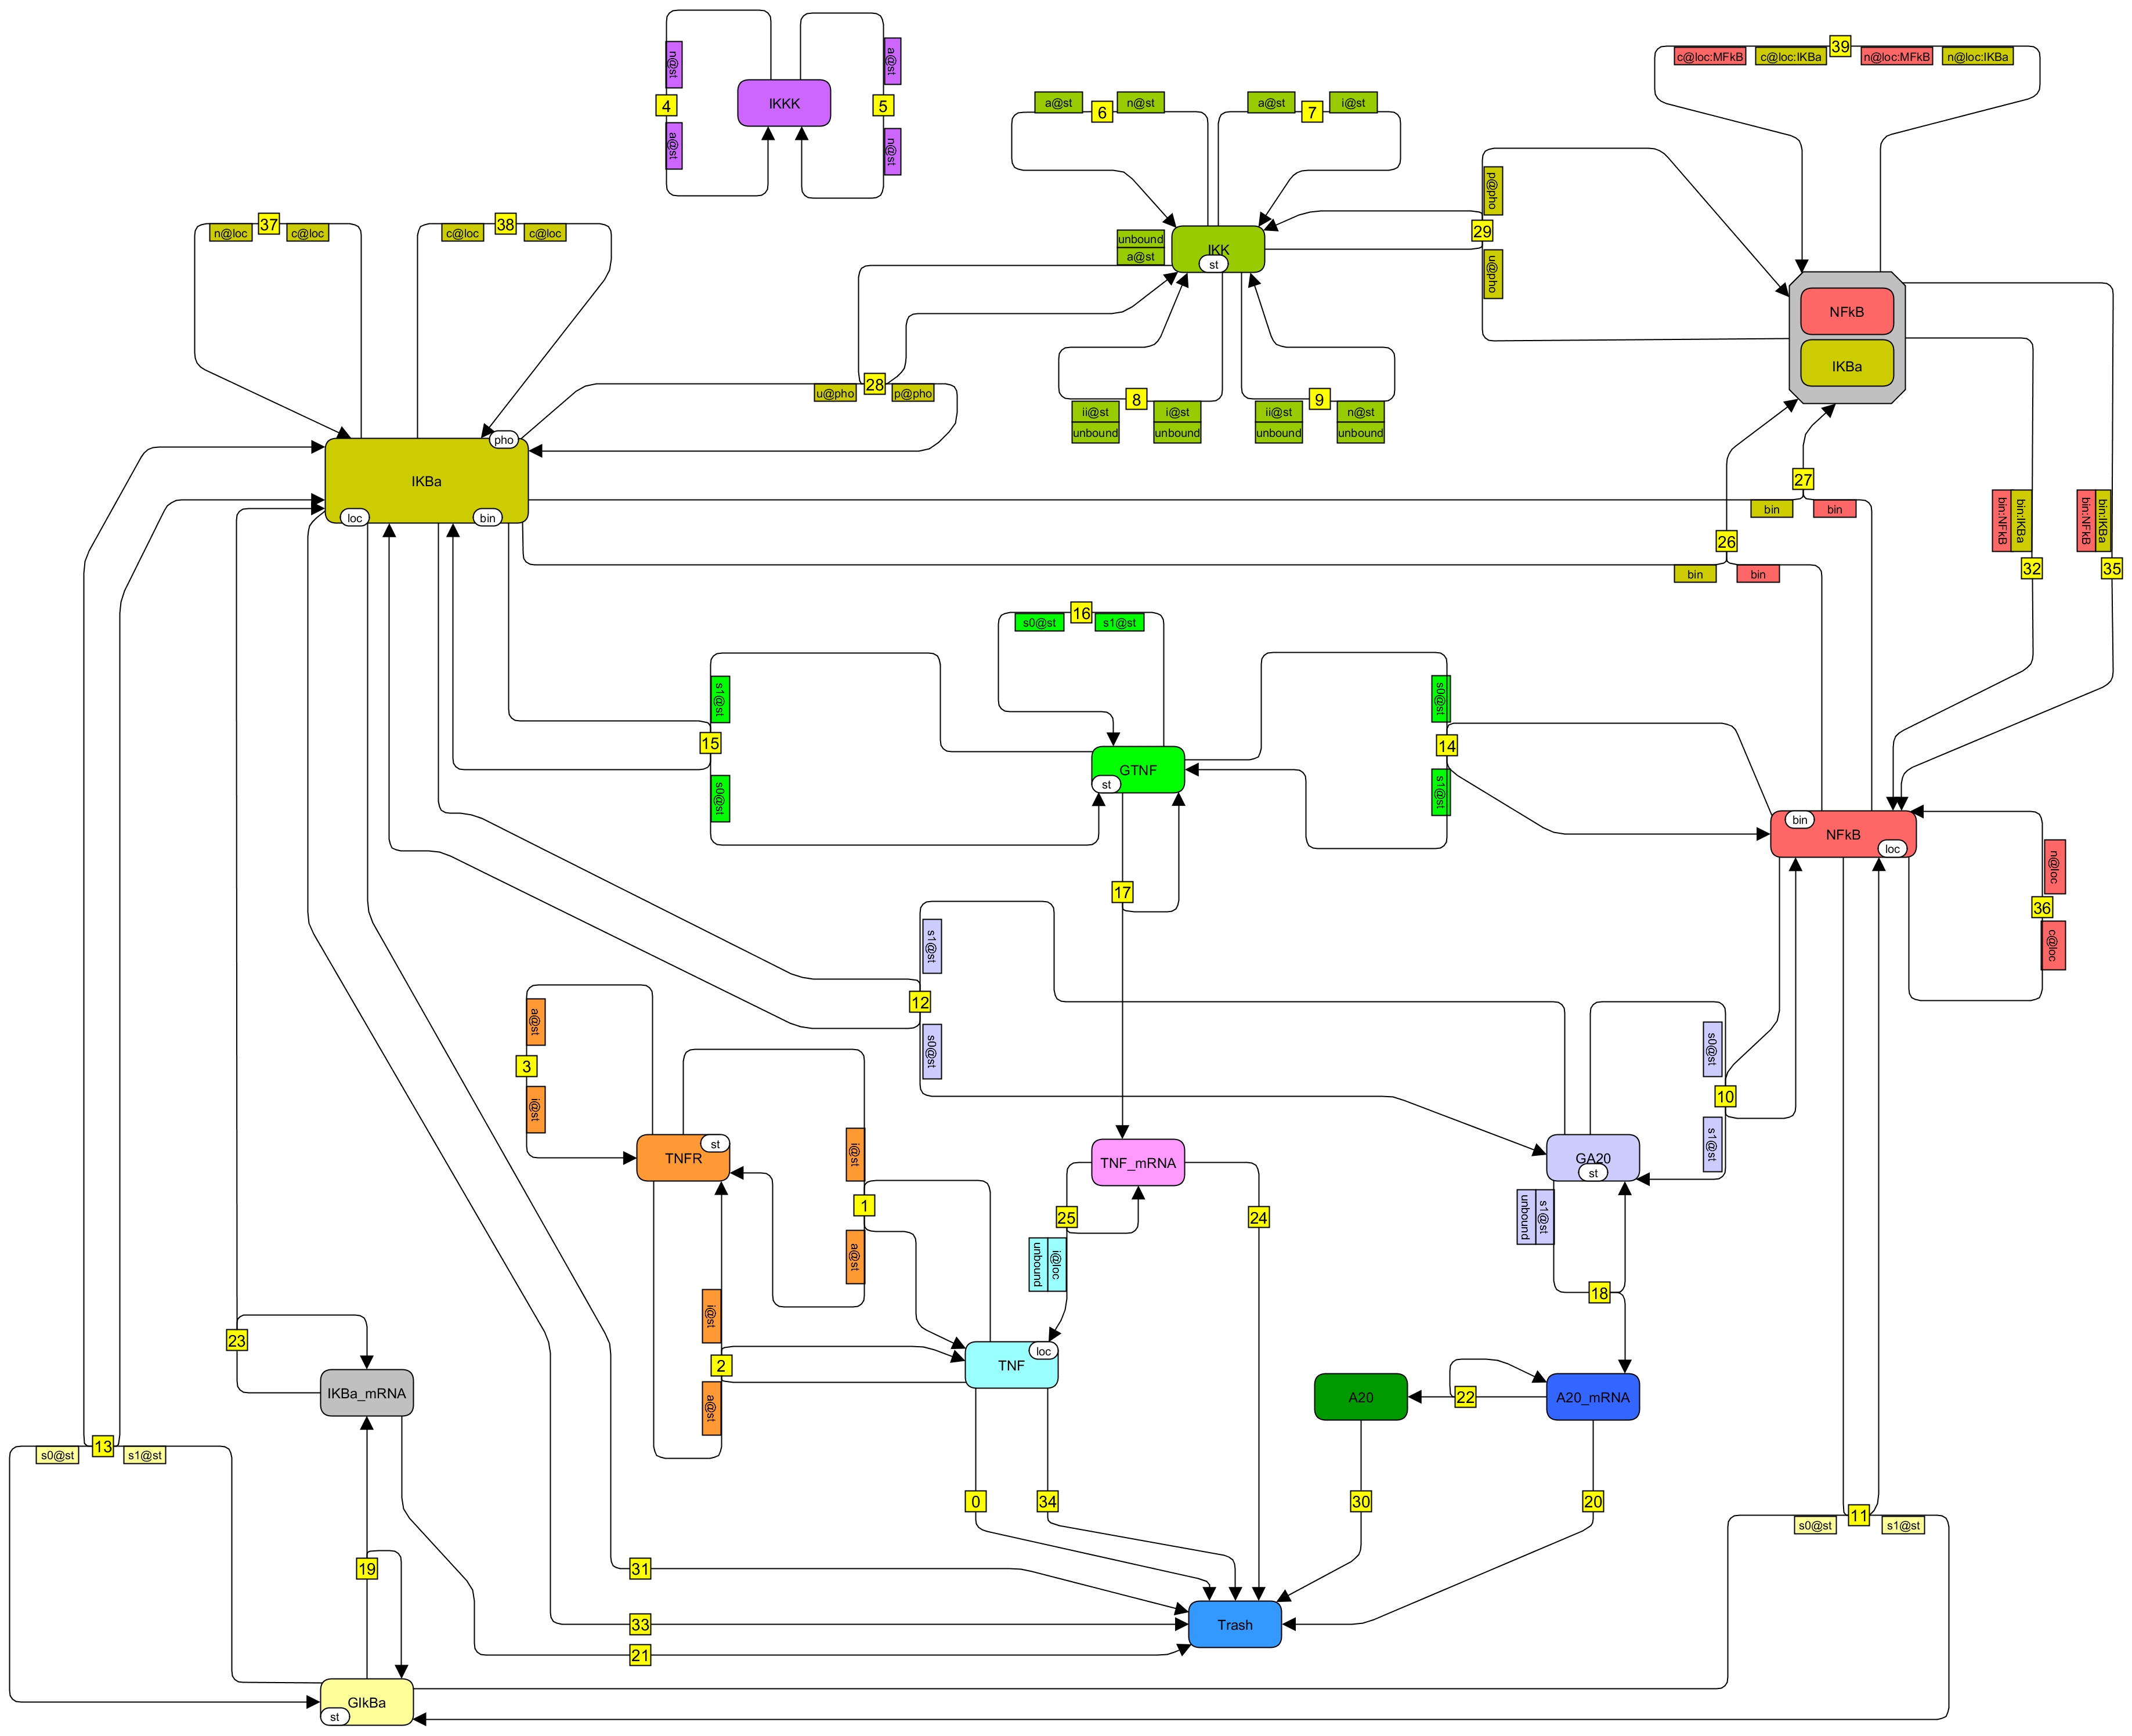 39
c@loc:MFkB
c@loc:IKBa
n@loc:MFkB
n@loc:IKBa
n@st
4
a@st
IKKK
a@st
5
n@st
a@st
6
n@st
a@st
7
i@st
p@pho
29
u@pho
n@loc
37
c@loc
c@loc
38
c@loc
unbound
a@st
IKK
st
NFkB
IKBa
28
u@pho
p@pho
8
ii@st
unbound
i@st
unbound
9
ii@st
unbound
n@st
unbound
pho
IKBa
loc
bin
27
bin
bin
26
bin
bin
bin:NFkB
bin:IKBa
32
bin:NFkB
bin:IKBa
35
16
s0@st
s1@st
s1@st
15
s0@st
GTNF
st
s0@st
14
s1@st
bin
NFkB
loc
n@loc
36
c@loc
17
s1@st
12
s0@st
a@st
3
i@st
TNFR
st
i@st
1
a@st
TNF_mRNA
s0@st
10
s1@st
GA20
st
unbound
s1@st
25
24
unbound
i@loc
18
i@st
2
a@st
TNF
loc
23
IKBa_mRNA
A20
22
A20_mRNA
13
s0@st
s1@st
0
34
30
20
11
s0@st
s1@st
19
31
33
21
Trash
GIkBa
st